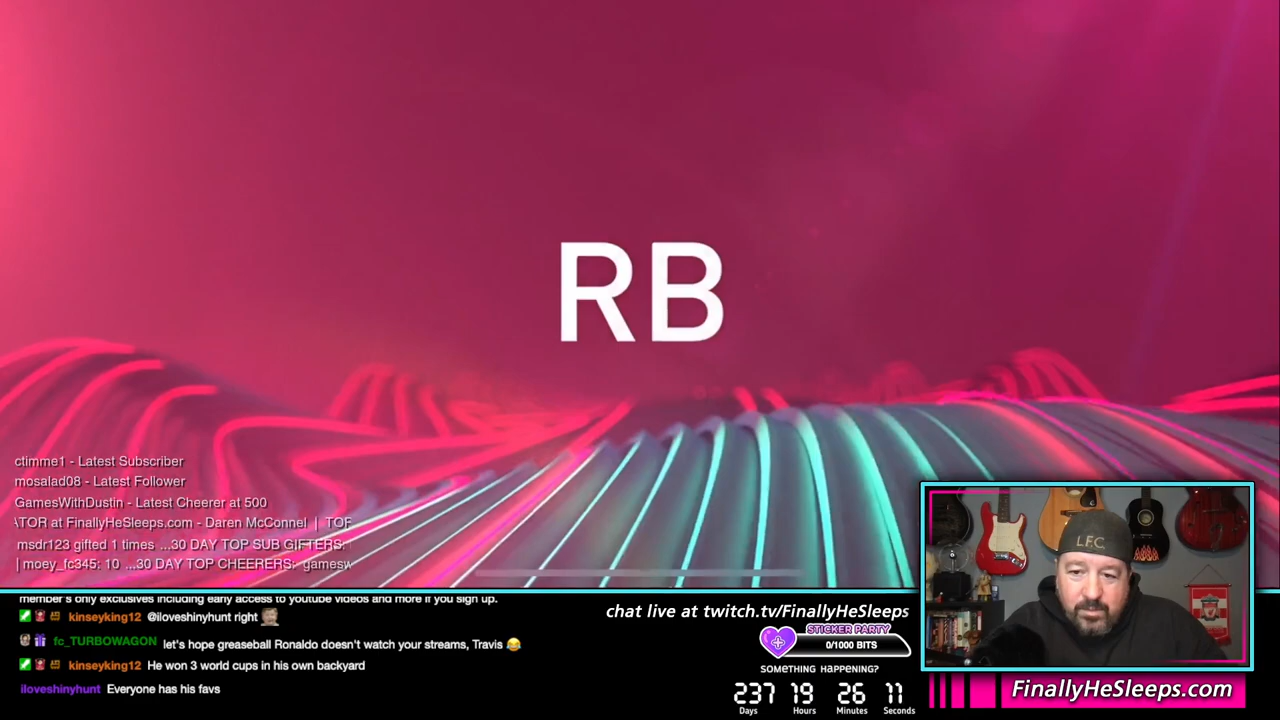 RB
ctimme1 - Latest Subscriber
mosalad08 - Latest Follower
GamesWithDustin - Latest Cheerer at 500
ATOR at FinallyHeSleeps.com - Daren McConnel | TOP
msdr123 gifted 1 times ...30 DAY TOP SUB GIFTERS:
| moey_fc345: 10 ...30 DAY TOP CHEERERS: gamesw
member's only exclusives including early access to youtube videos and more if you sign up.
kinseyking12 @iloveshinyhunt right
fc_TURBOWAGON let's hope greaseball Ronaldo doesn't watch your streams, Travis 😂
kinseyking12 He won 3 world cups in his own backyard
iloveshinyhunt Everyone has his favs
chat live at twitch.tv/FinallyHeSleeps
STICKER PARTY
0/1000 BITS
SOMETHING HAPPENING?
237 19 26 11
Days Hours Minutes Seconds
L.F.C.
FinallyHeSleeps.com